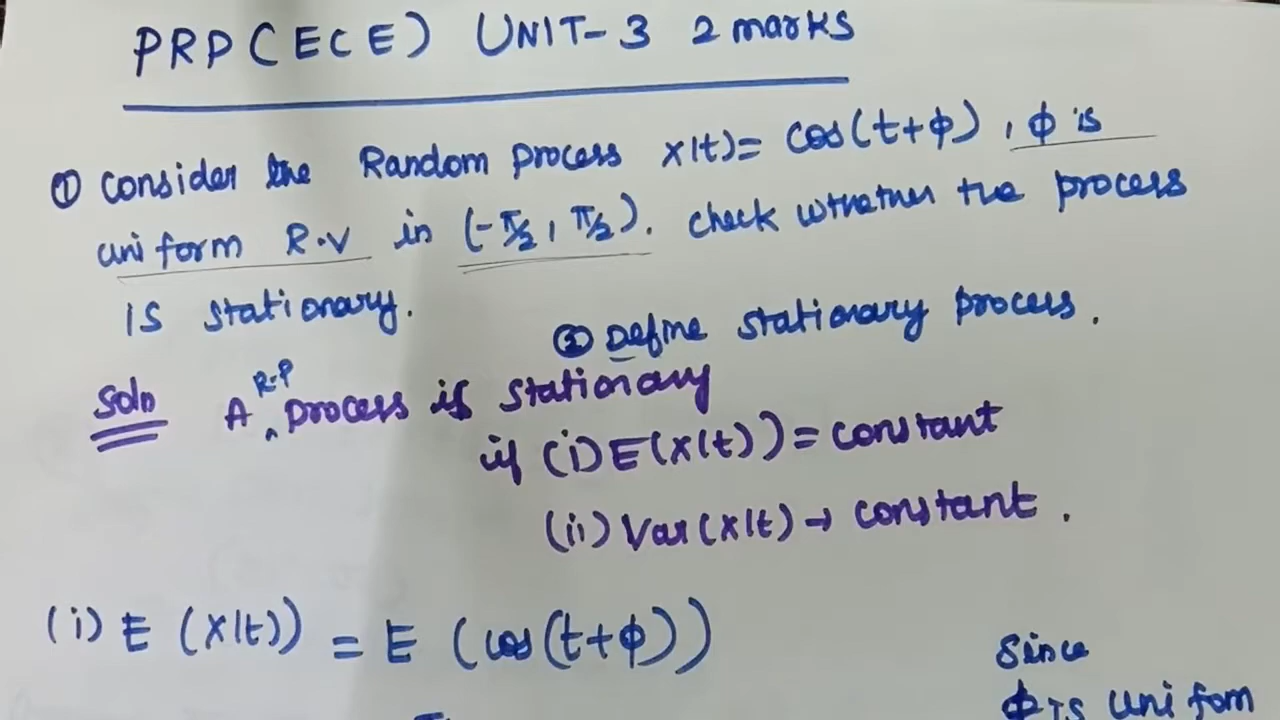 PRP(ECE) UNIT-3 2 marks
① consider the Random process x(t)= cos(t+ϕ), ϕ is
uniform R.V in (-π/2, π/2). check whether the process
is stationary.
② Define stationary process.
Soln A R.P process is stationary
if (i) E(X(t)) = constant
(ii) Var(X(t) → constant.
(i) E (X(t)) = E (cos(t+ϕ))
Since
ϕ is unifom